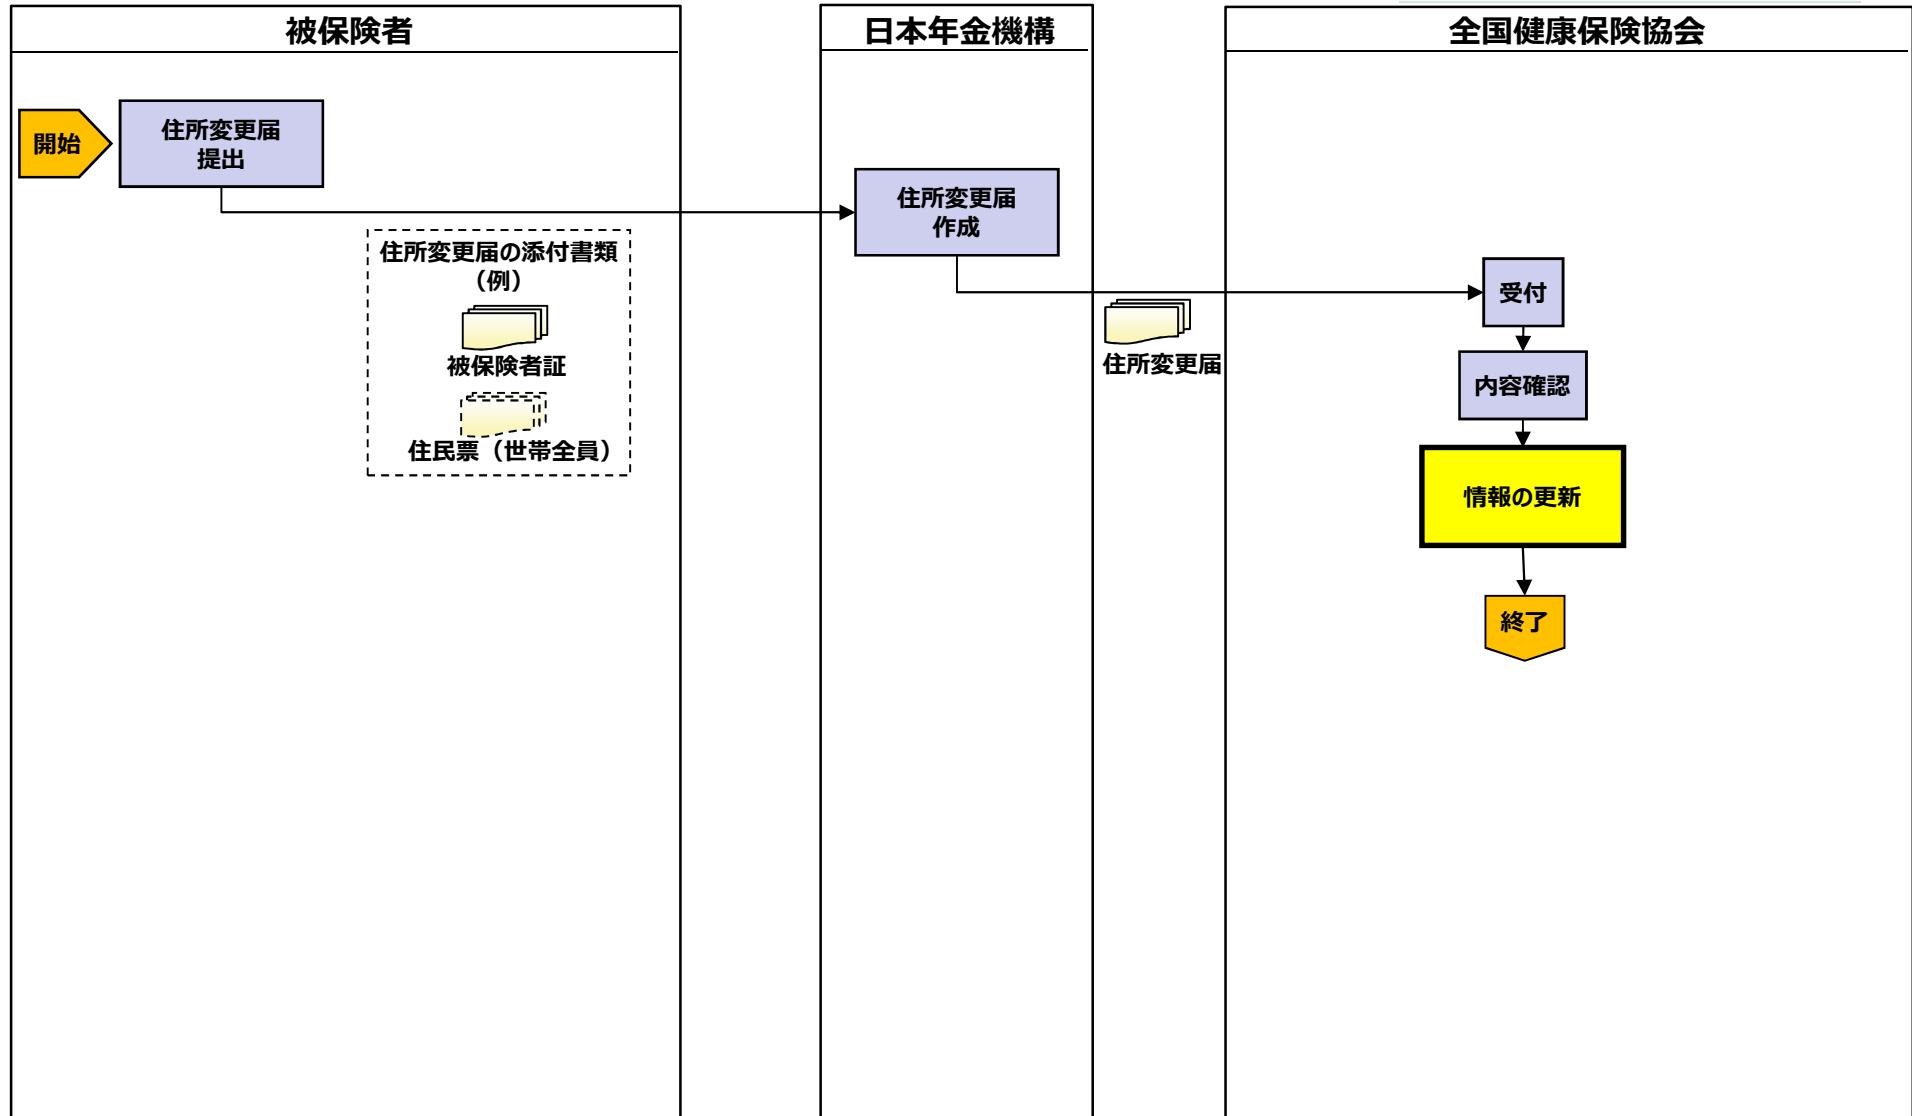 被保険者
日本年金機構
全国健康保険協会
開始
住所変更届
提出
住所変更届
作成
住所変更届の添付書類
（例）
被保険者証
住民票（世帯全員）
住所変更届
受付
内容確認
情報の更新
終了